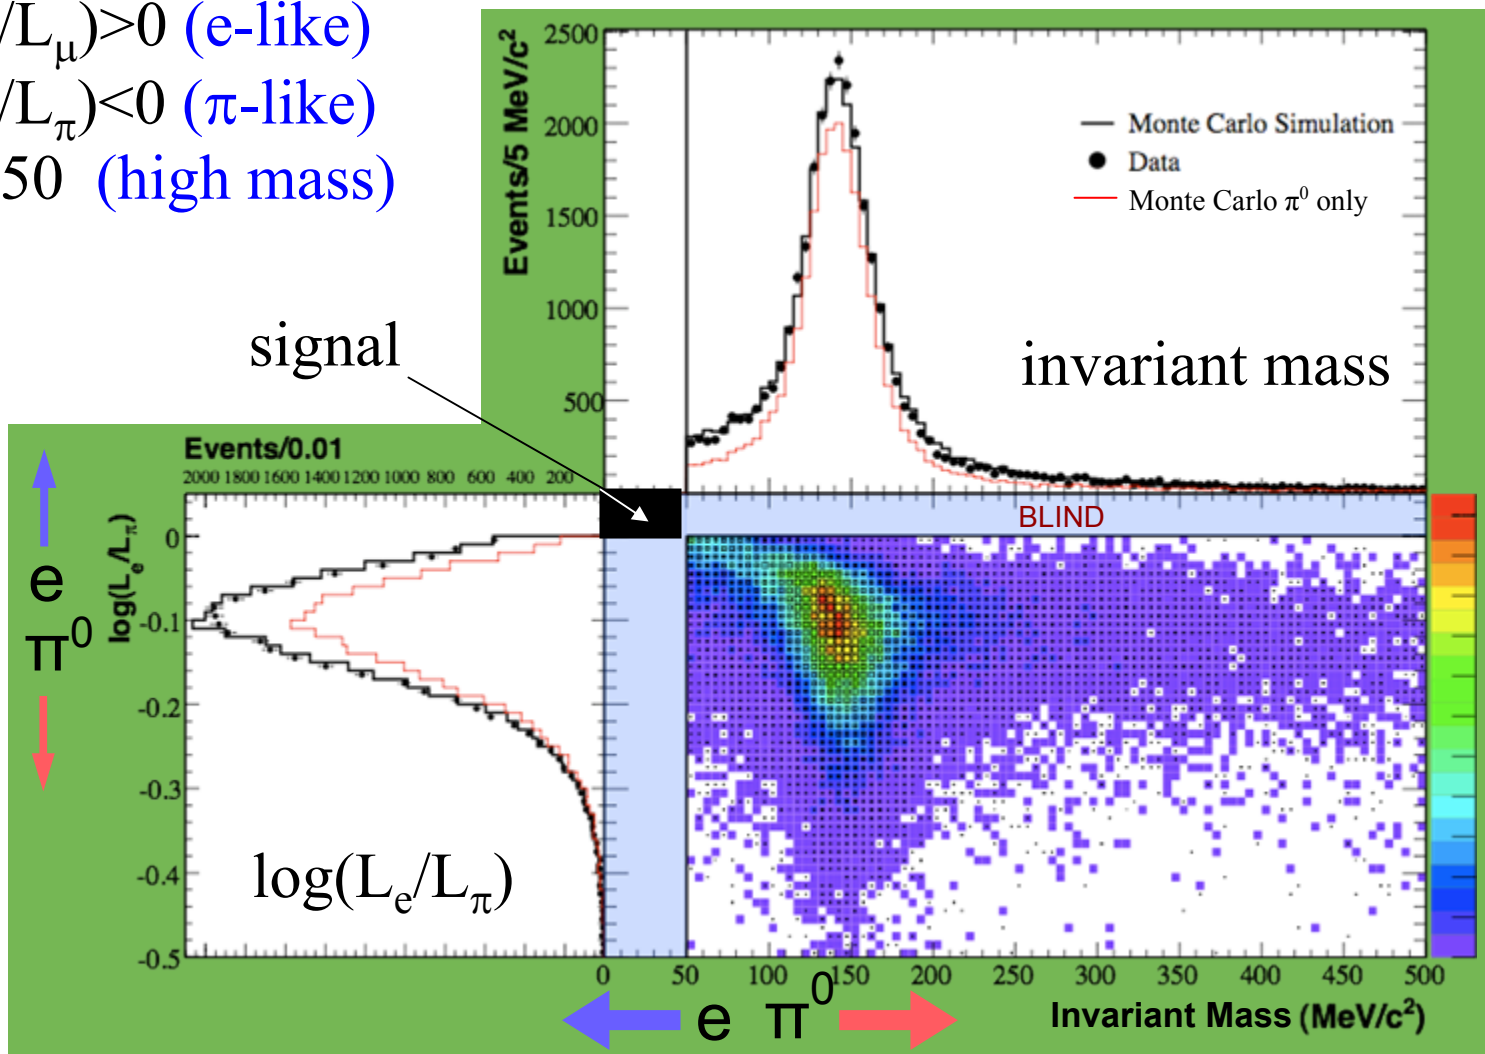 /Lμ)>0 (e-like)
/Lπ)<0 (π-like)
50 (high mass)
Events/5 MeV/c²
2500
2000
1500
1000
500
Monte Carlo Simulation
Data
Monte Carlo π⁰ only
invariant mass
signal
Events/0.01
2000 1800 1600 1400 1200 1000 800 600 400 200
BLIND
log(Le/Lπ)
0
-0.1
-0.2
-0.3
-0.4
-0.5
e
π⁰
log(Le/Lπ)
0 50 100 150 200 250 300 350 400 450 500
e π⁰
Invariant Mass (MeV/c²)